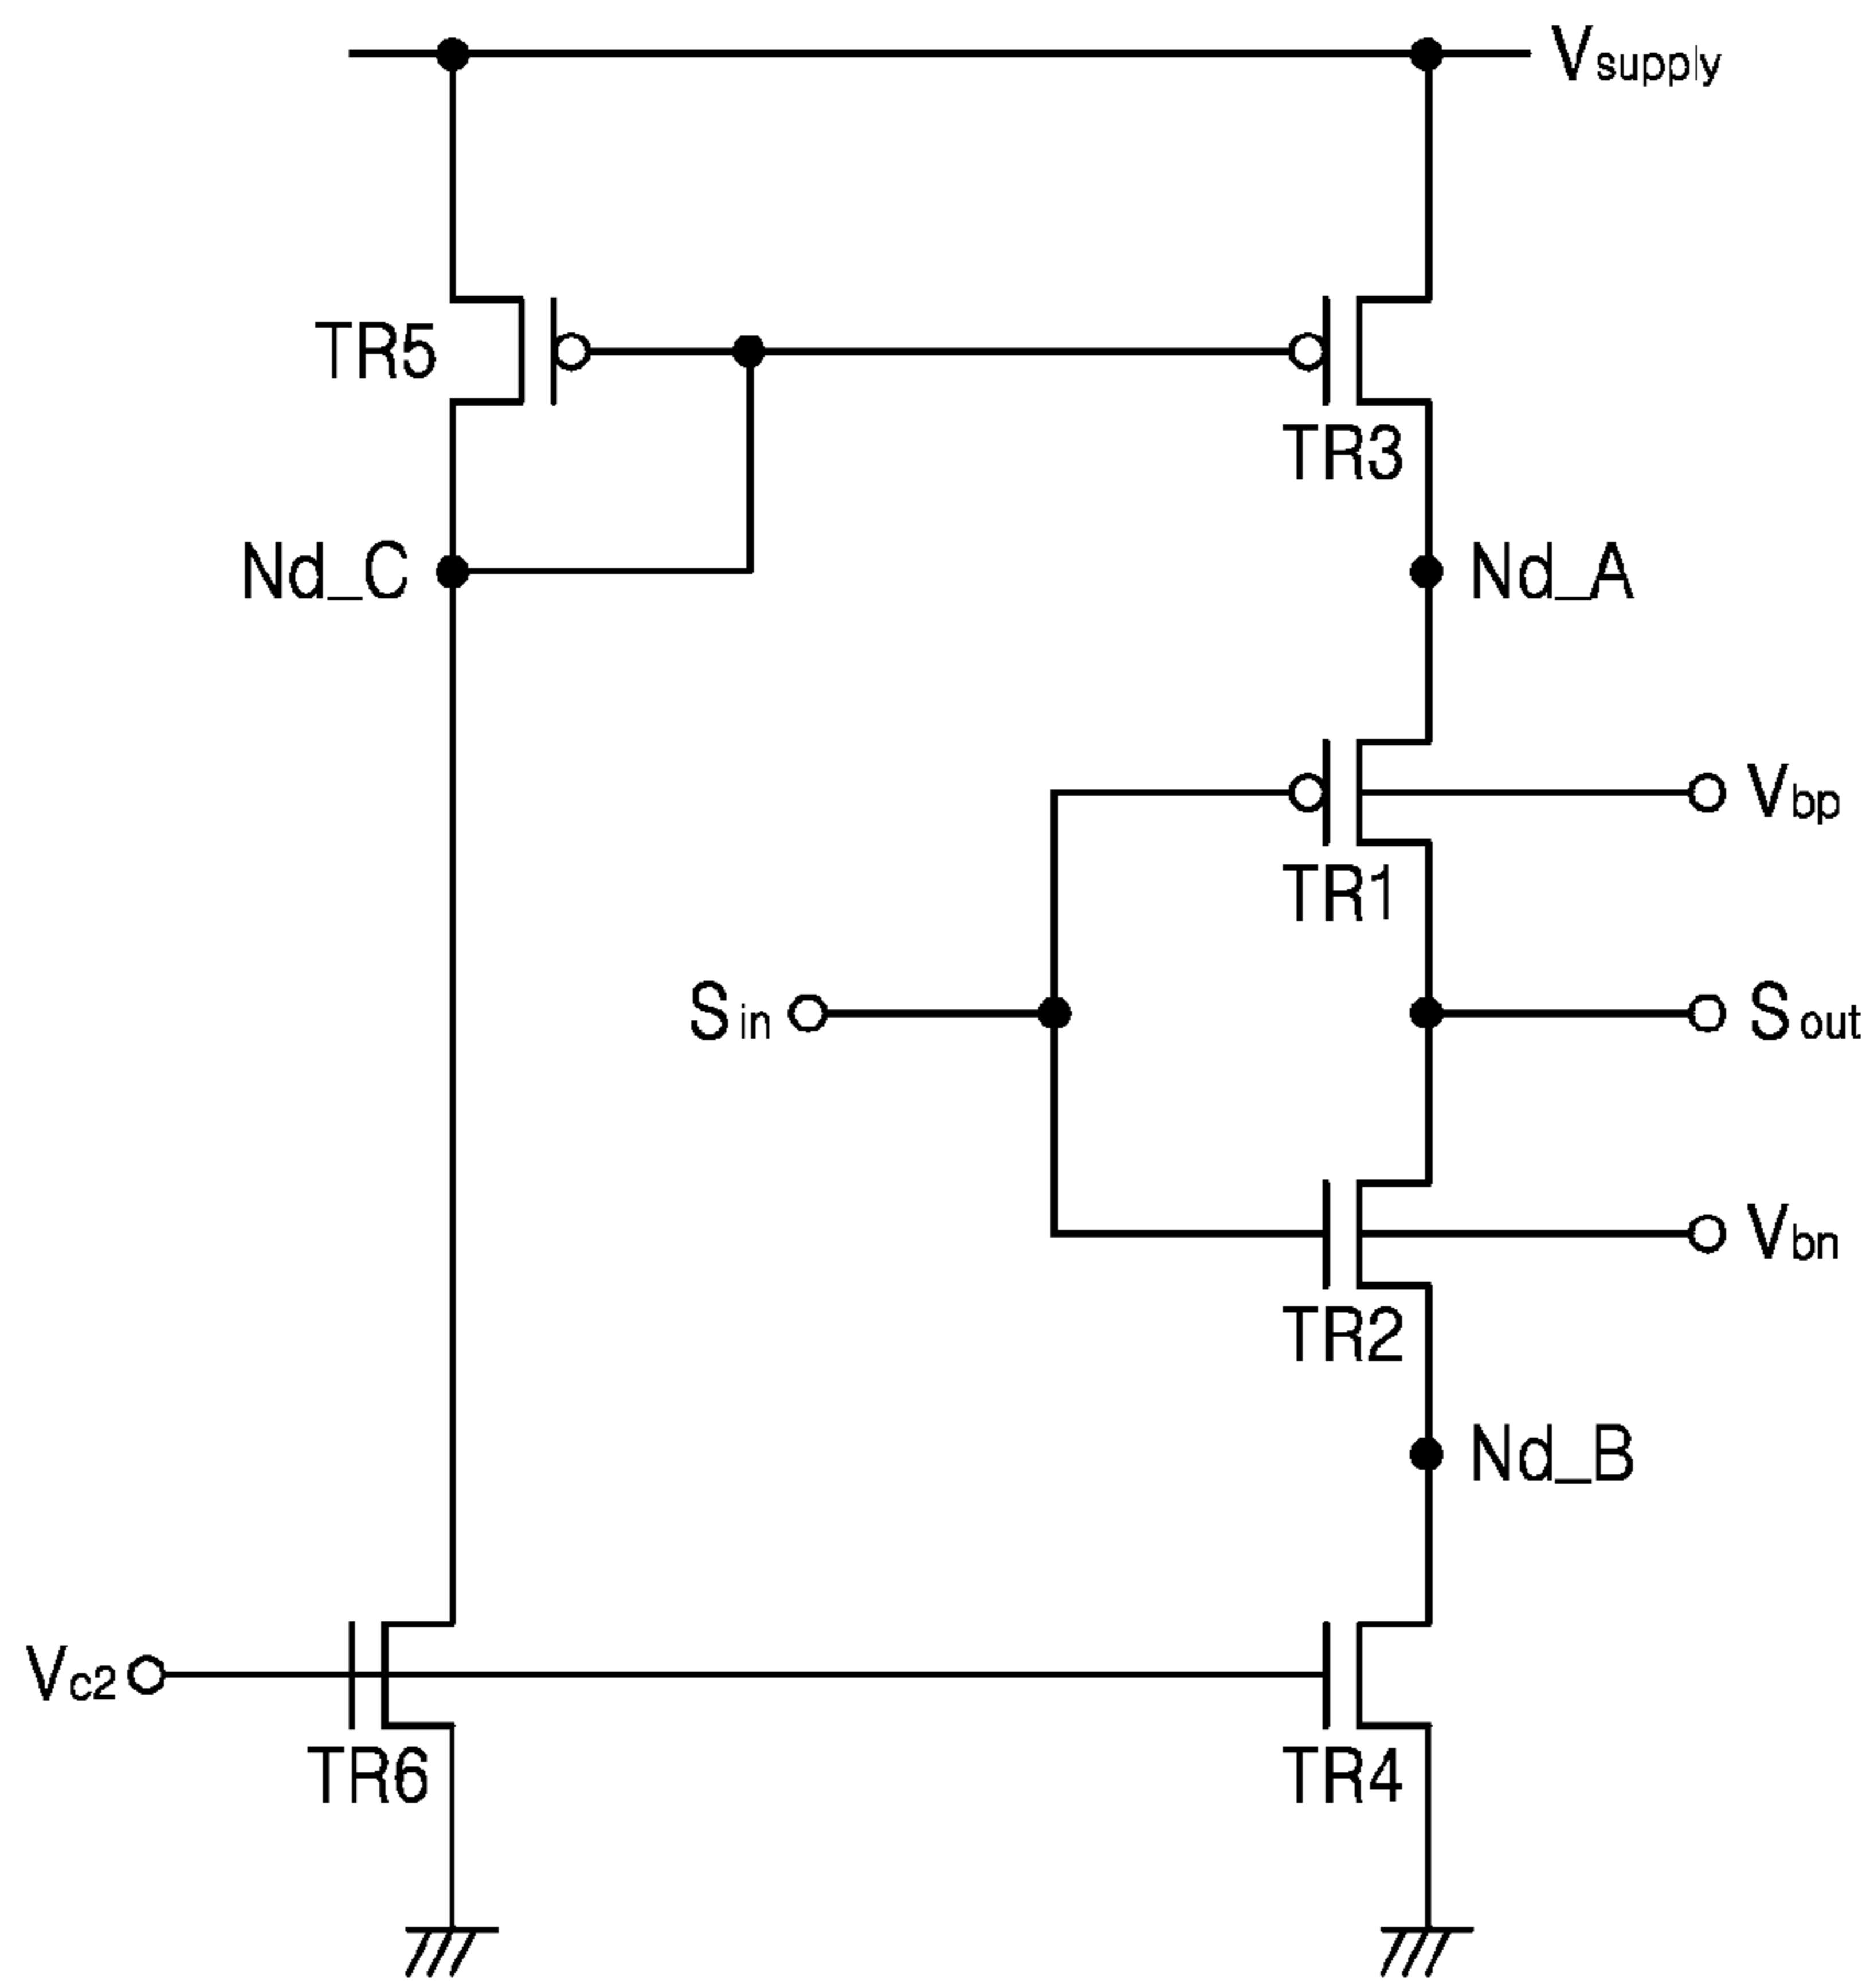 Vsupply
TR5
TR3
Nd_C
Nd_A
Vbp
TR1
Sin
Sout
Vbn
TR2
Nd_B
Vc2
TR6
TR4